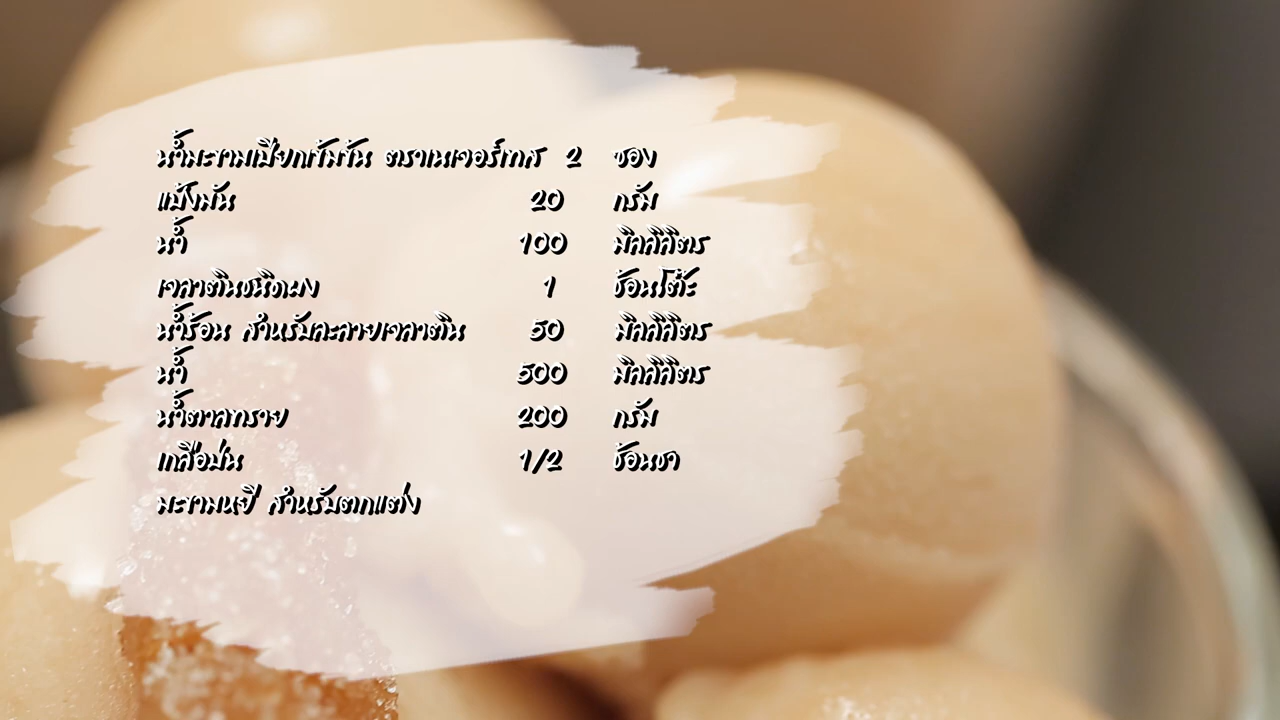 น้ำมะขามเปียกเข้มข้น ตราเนเจอร์เทส 2 ซอง
แป้งมัน 20 กรัม
น้ำ 100 มิลลิลิตร
เจลาตินชนิดผง 1 ช้อนโต๊ะ
น้ำร้อน สำหรับละลายเจลาติน 50 มิลลิลิตร
น้ำ 500 มิลลิลิตร
น้ำตาลทราย 200 กรัม
เกลือป่น 1/2 ช้อนชา
มะขามหยี สำหรับตกแต่ง